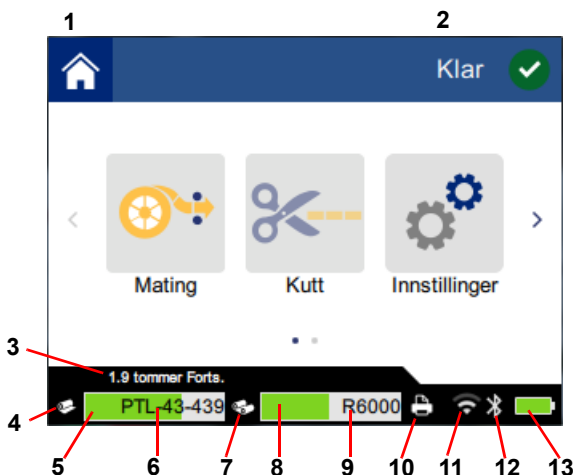 1 2
Klar
Mating Kutt Innstillinger
3
1.9 tommer Forts.
PTL-43-439 R6000
4
5 6 7 8 9 10 11 12 13